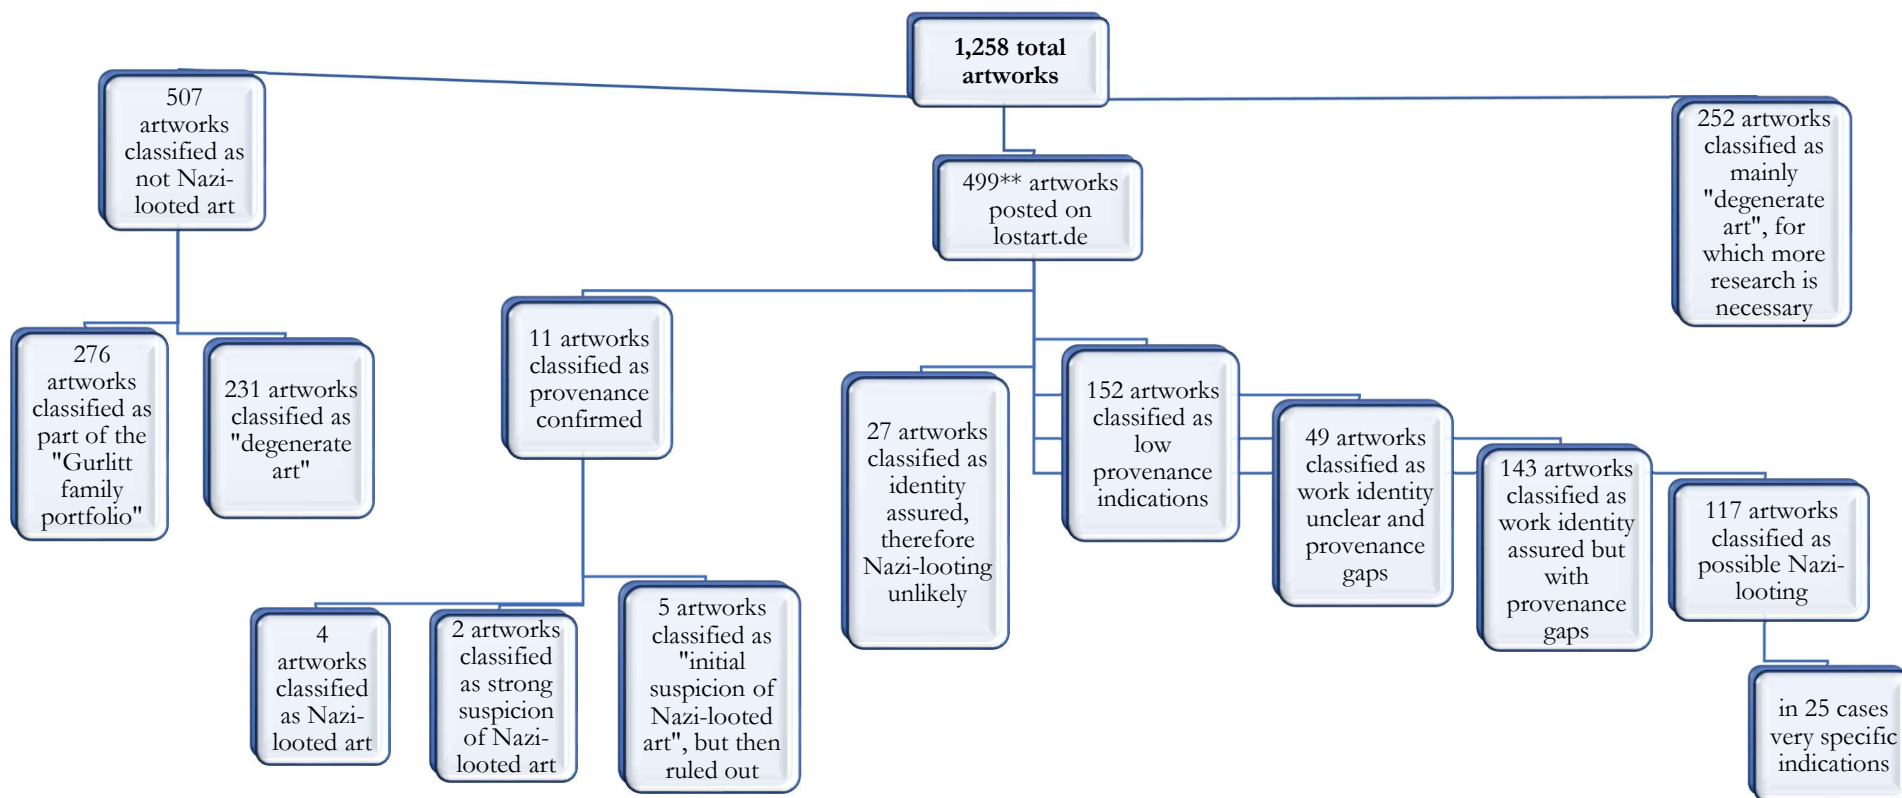 1,258 total
artworks
507
artworks
classified as
not Nazi-
looted art
499** artworks
posted on
lostart.de
252 artworks
classified as
mainly
"degenerate
art", for
which more
research is
necessary
276
artworks
classified as
part of the
"Gurlitt
family
portfolio"
231 artworks
classified as
"degenerate
art"
11 artworks
classified as
provenance
confirmed
27 artworks
classified as
identity
assured,
therefore
Nazi-looting
unlikely
152 artworks
classified as
low
provenance
indications
49 artworks
classified as
work identity
unclear and
provenance
gaps
143 artworks
classified as
work identity
assured but
with
provenance
gaps
117 artworks
classified as
possible Nazi-
looting
4
artworks
classified
as Nazi-
looted art
2 artworks
classified
as strong
suspicion
of Nazi-
looted art
5 artworks
classified as
"initial
suspicion of
Nazi-looted
art", but then
ruled out
in 25 cases
very specific
indications